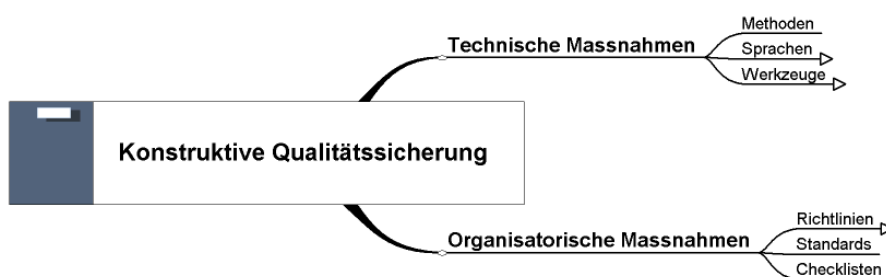 Konstruktive Qualitätssicherung
Technische Massnahmen
Methoden
Sprachen
Werkzeuge
Organisatorische Massnahmen
Richtlinien
Standards
Checklisten